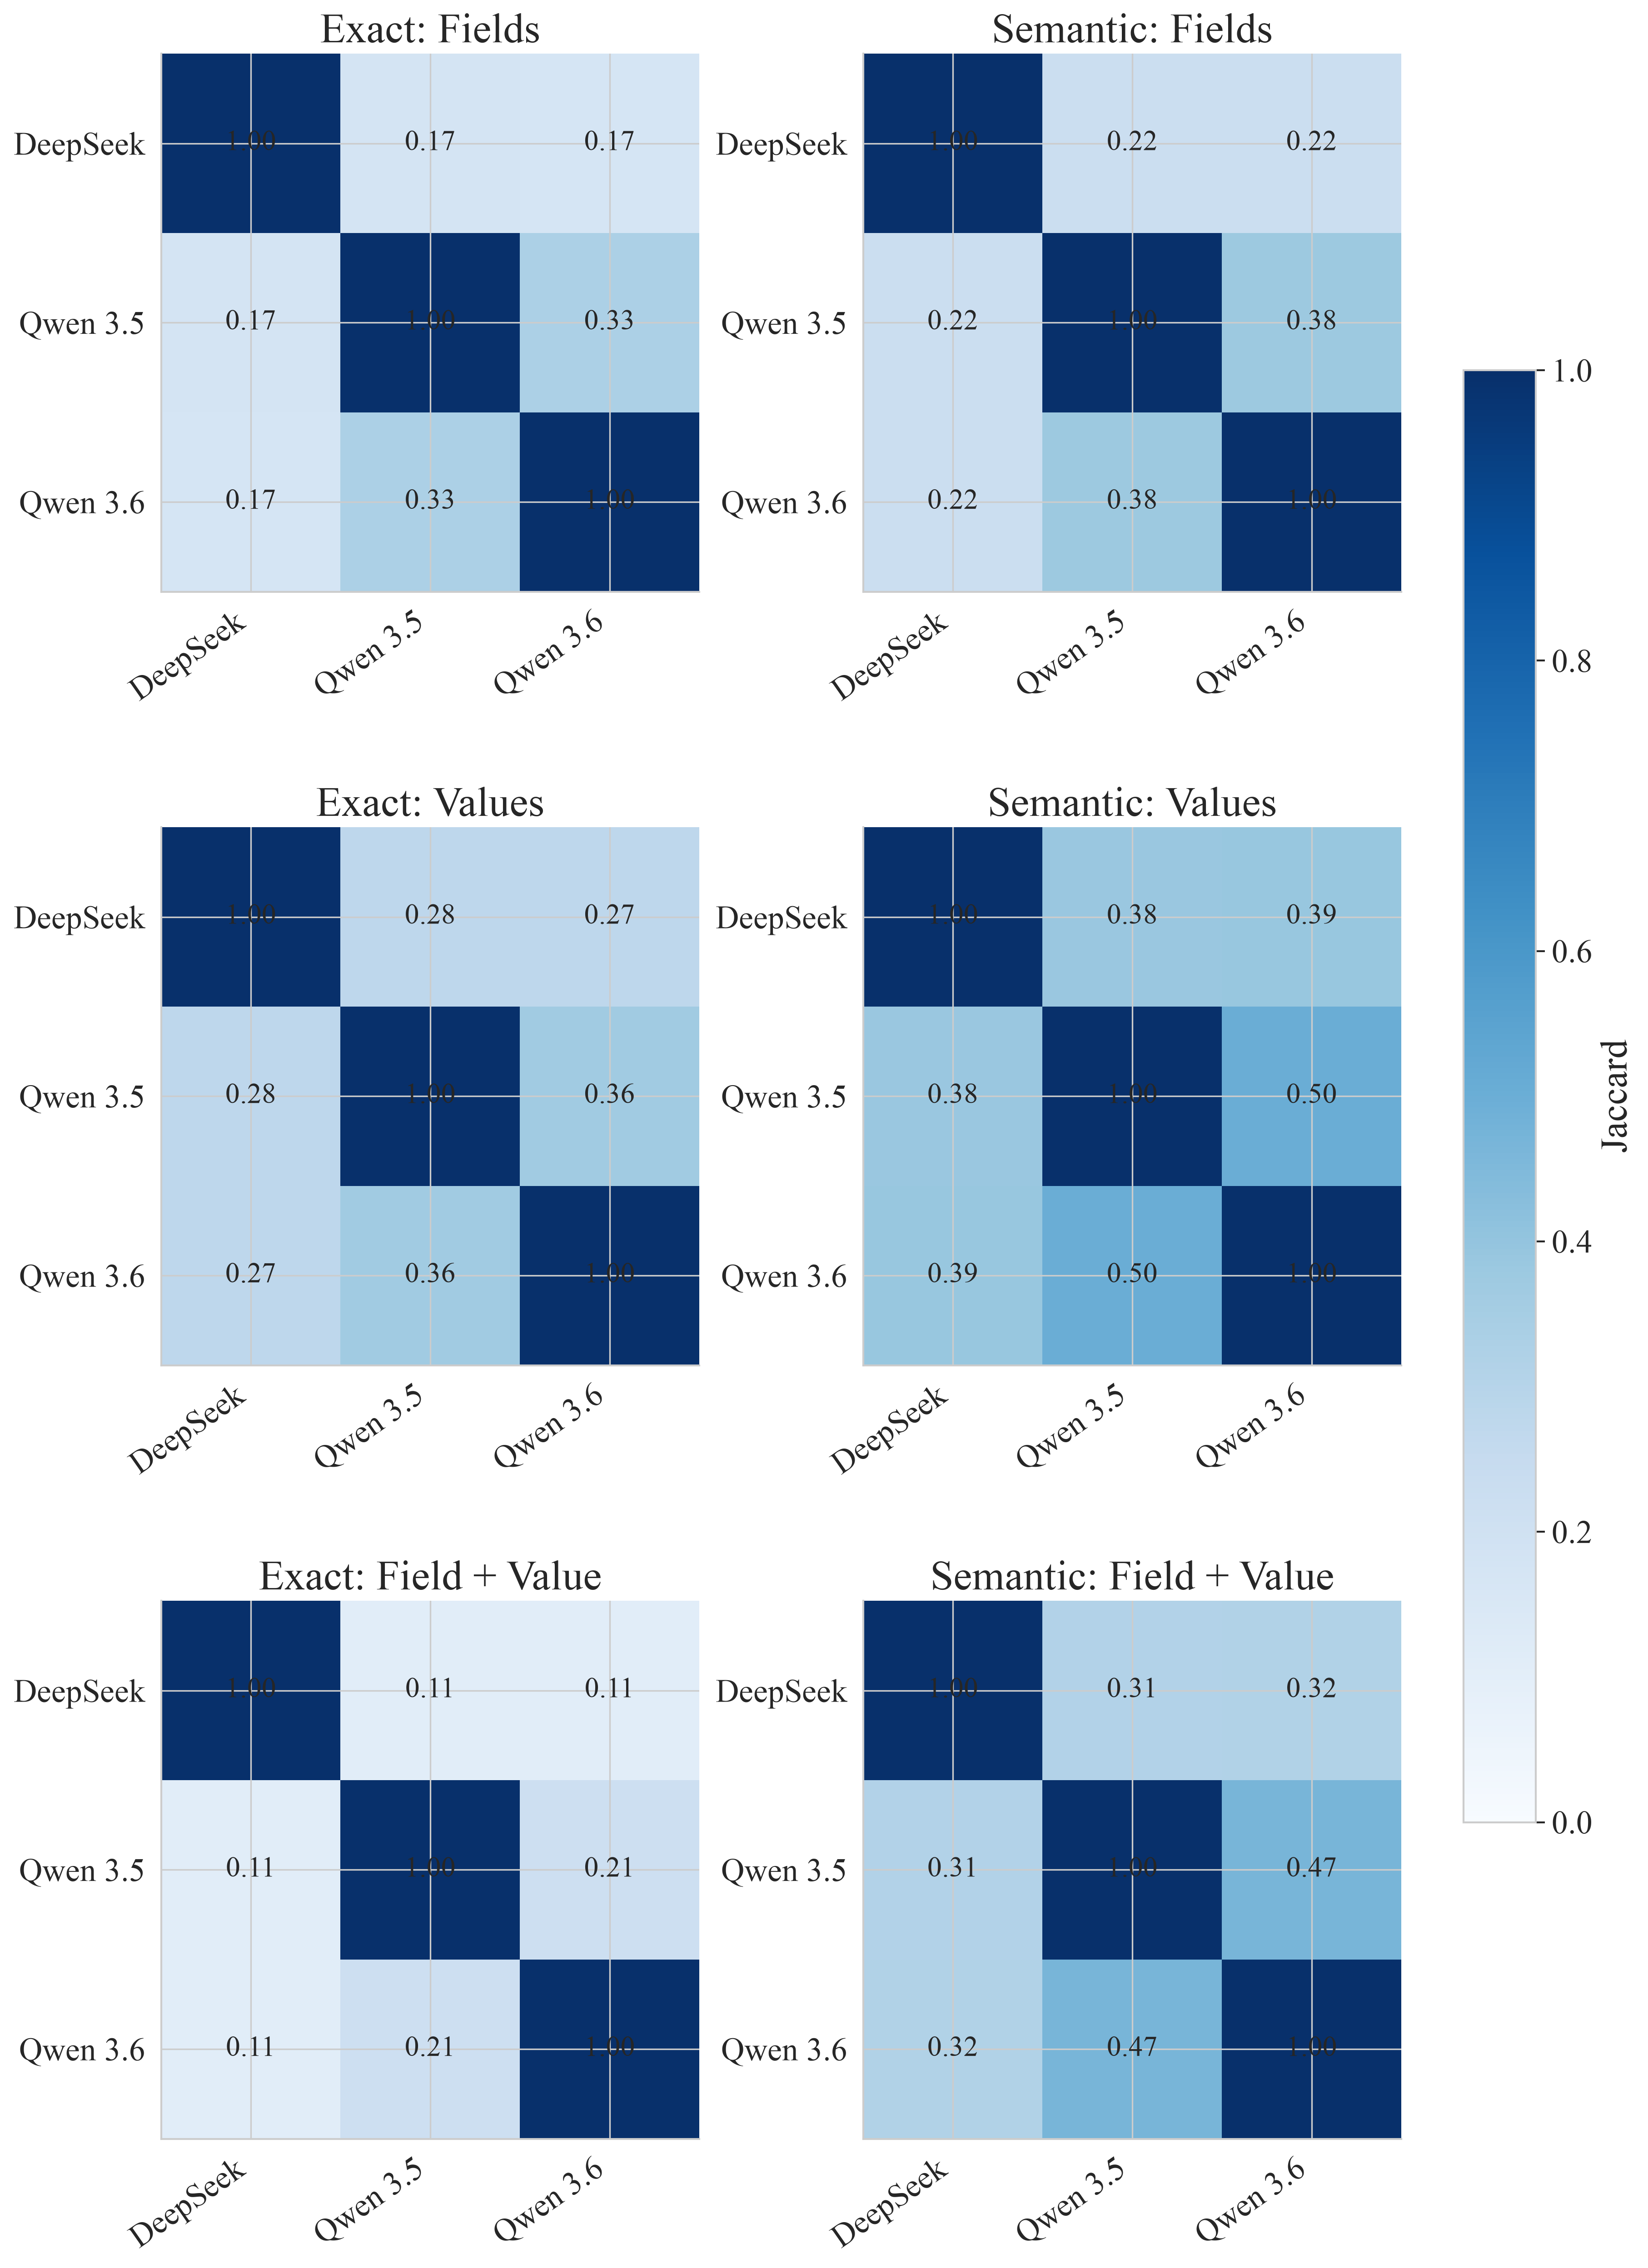 Exact: Fields
DeepSeek 1.00 0.17 0.17
Qwen 3.5 0.17 1.00 0.33
Qwen 3.6 0.17 0.33 1.00
DeepSeek Qwen 3.5 Qwen 3.6
Semantic: Fields
DeepSeek 1.00 0.22 0.22
Qwen 3.5 0.22 1.00 0.38
Qwen 3.6 0.22 0.38 1.00
DeepSeek Qwen 3.5 Qwen 3.6
Exact: Values
DeepSeek 1.00 0.28 0.27
Qwen 3.5 0.28 1.00 0.36
Qwen 3.6 0.27 0.36 1.00
DeepSeek Qwen 3.5 Qwen 3.6
Semantic: Values
DeepSeek 1.00 0.38 0.39
Qwen 3.5 0.38 1.00 0.50
Qwen 3.6 0.39 0.50 1.00
DeepSeek Qwen 3.5 Qwen 3.6
Exact: Field + Value
DeepSeek 1.00 0.11 0.11
Qwen 3.5 0.11 1.00 0.21
Qwen 3.6 0.11 0.21 1.00
DeepSeek Qwen 3.5 Qwen 3.6
Semantic: Field + Value
DeepSeek 1.00 0.31 0.32
Qwen 3.5 0.31 1.00 0.47
Qwen 3.6 0.32 0.47 1.00
DeepSeek Qwen 3.5 Qwen 3.6
1.0
0.8
0.6
0.4
0.2
0.0
Jaccard